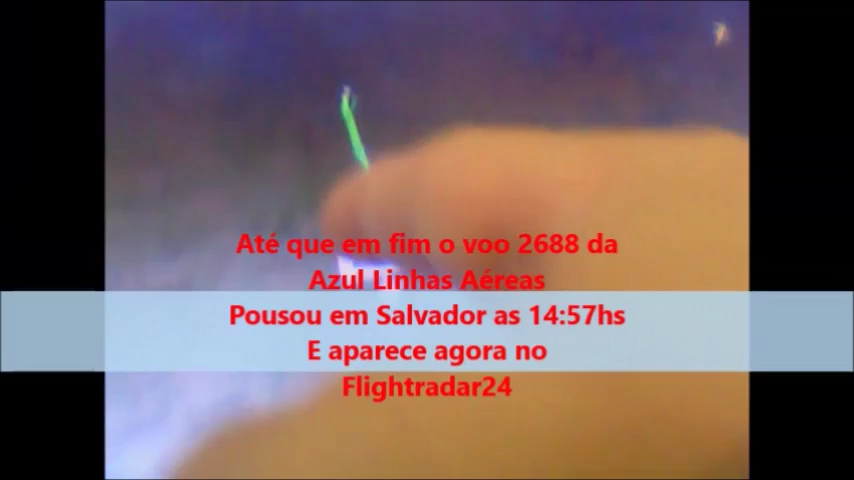 Até que em fim o voo 2688 da
Azul Linhas Aéreas
Pousou em Salvador as 14:57hs
E aparece agora no
Flightradar24